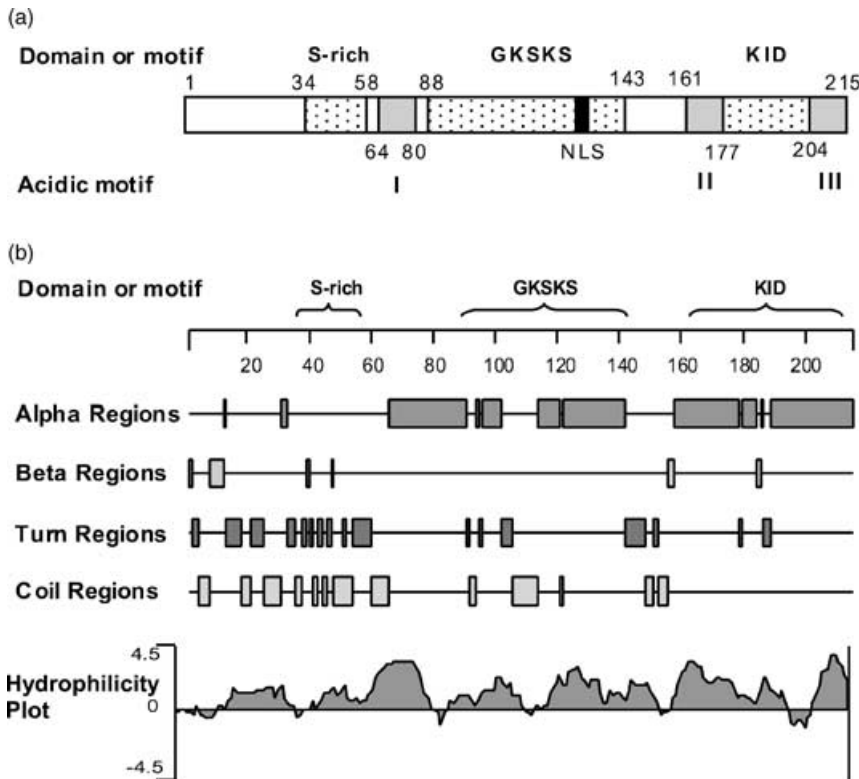 (a)
Domain or motif S-rich GKSKS KID
1 34 58 88 143 161 215
64 80 NLS 177 204
Acidic motif I II III
(b)
Domain or motif S-rich GKSKS KID
20 40 60 80 100 120 140 160 180 200
Alpha Regions
Beta Regions
Turn Regions
Coil Regions
4.5
Hydrophilicity
Plot 0
-4.5